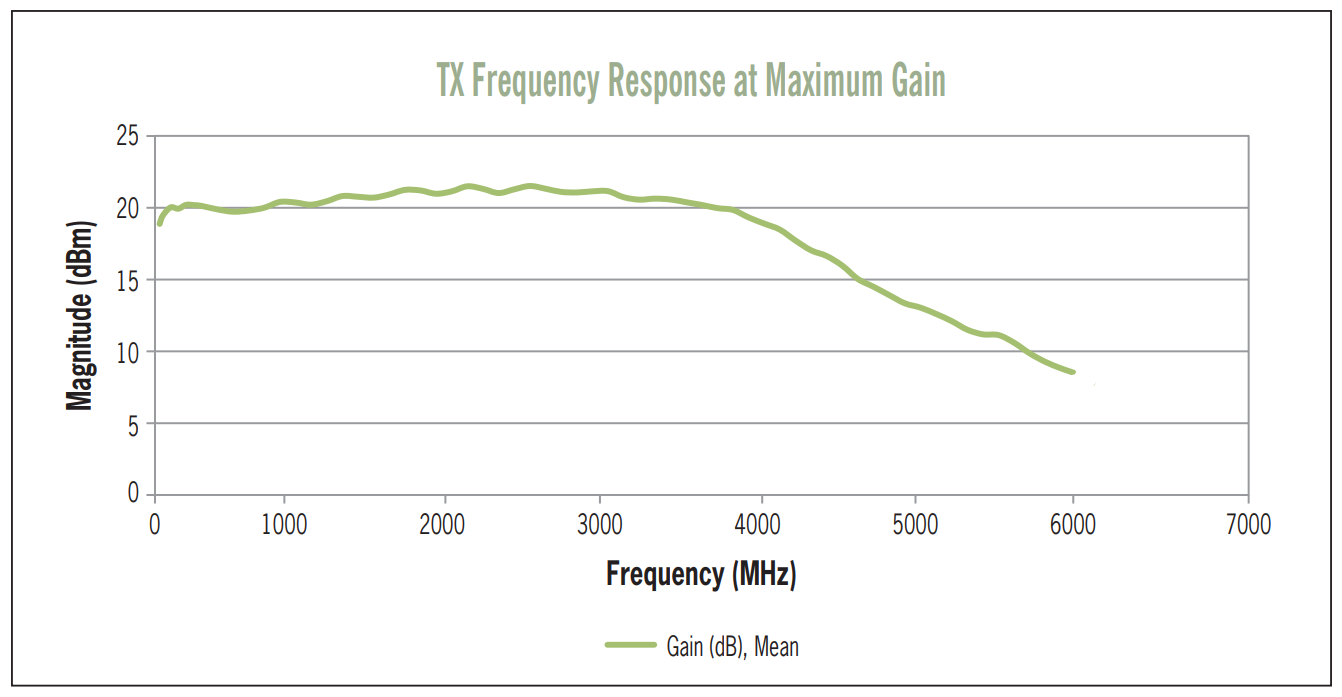 TX Frequency Response at Maximum Gain
25
20
15
10
5
0
Magnitude (dBm)
0 1000 2000 3000 4000 5000 6000 7000
Frequency (MHz)
Gain (dB), Mean